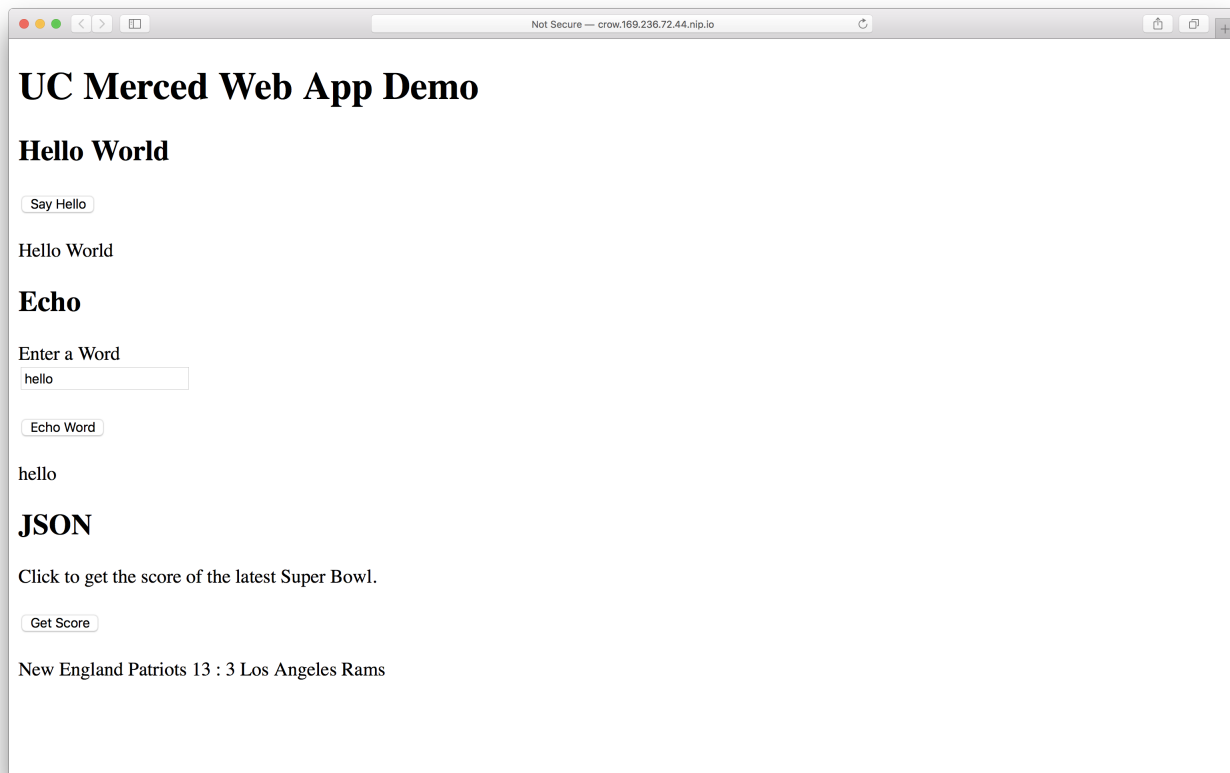 Not Secure — crow.169.236.72.44.nip.io
UC Merced Web App Demo
Hello World
Say Hello
Hello World
Echo
Enter a Word
hello
Echo Word
hello
JSON
Click to get the score of the latest Super Bowl.
Get Score
New England Patriots 13 : 3 Los Angeles Rams